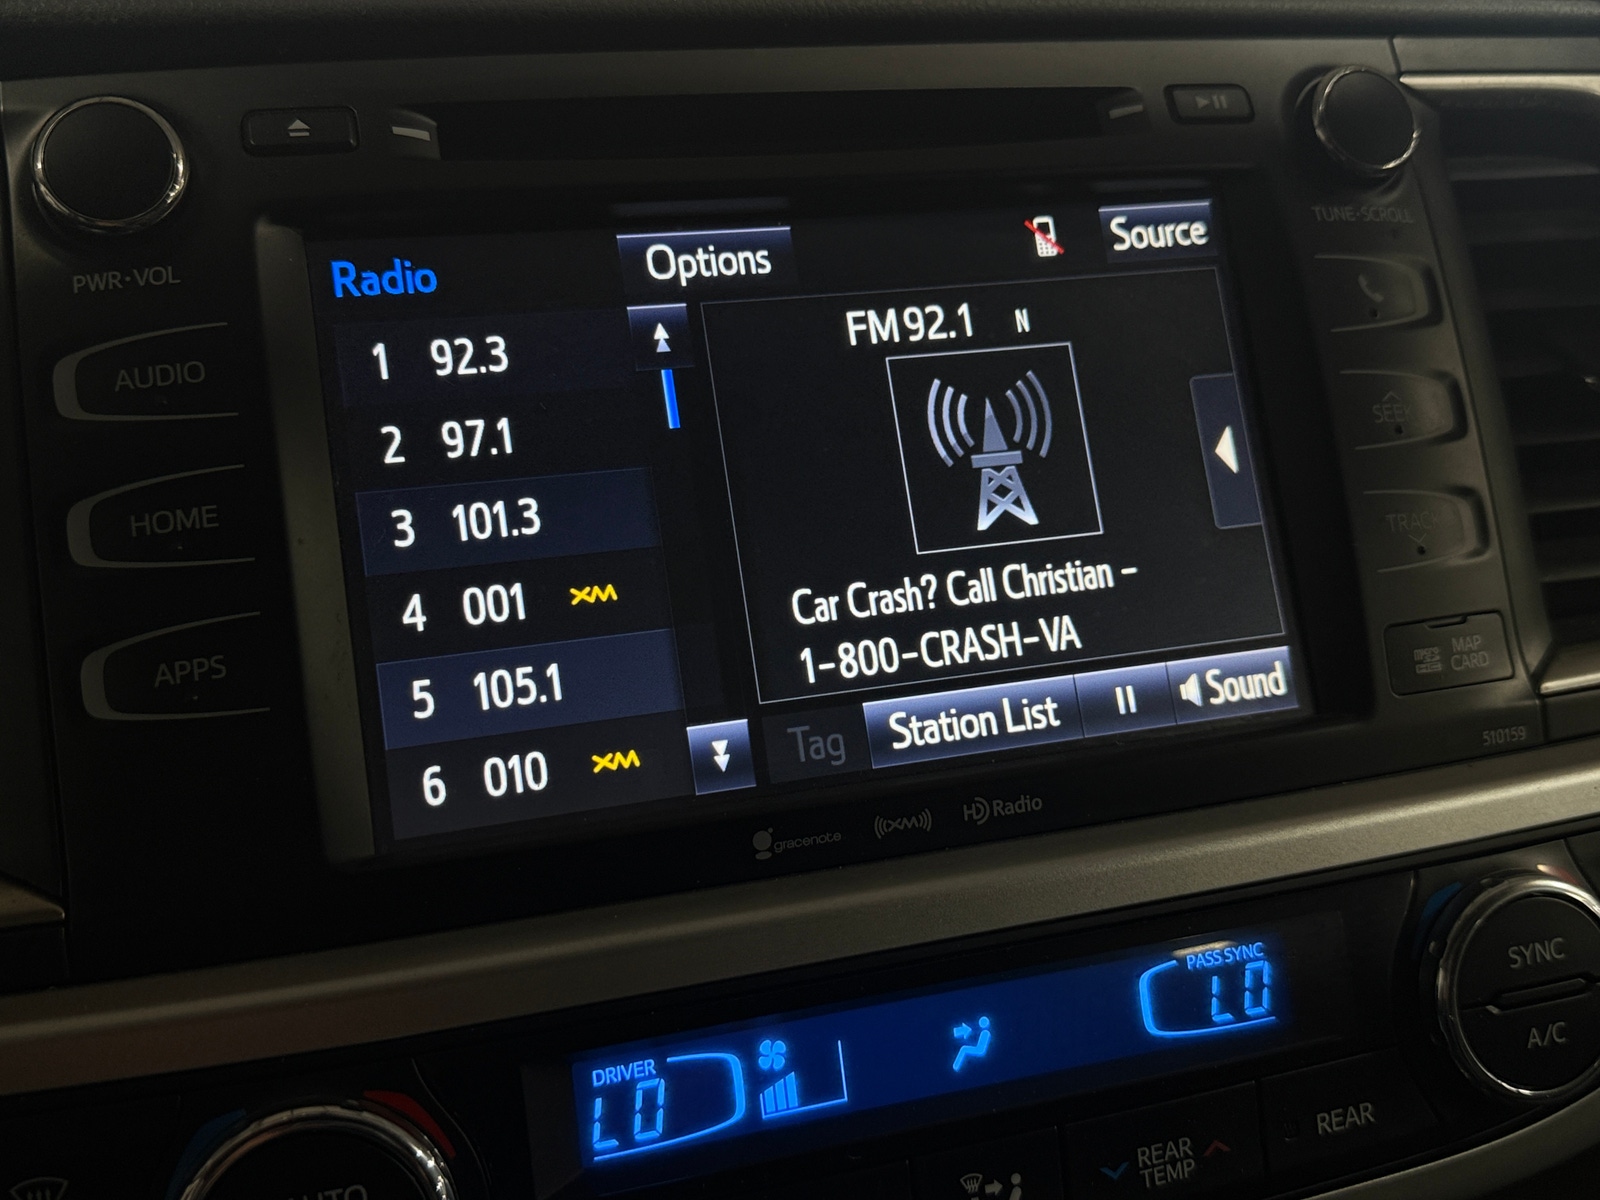 PWR·VOL
AUDIO
HOME
APPS
Radio
Options
Source
1 92.3
2 97.1
3 101.3
4 001 XM
5 105.1
6 010 XM
FM 92.1 N
Car Crash? Call Christian -
1-800-CRASH-VA
Tag
Station List
Sound
TUNE·SCROLL
SEEK
TRACK
MAP
CARD
510159
gracenote
((XM))
HD Radio
DRIVER
LO
PASS SYNC
LO
SYNC
A/C
AUTO
REAR
TEMP
REAR